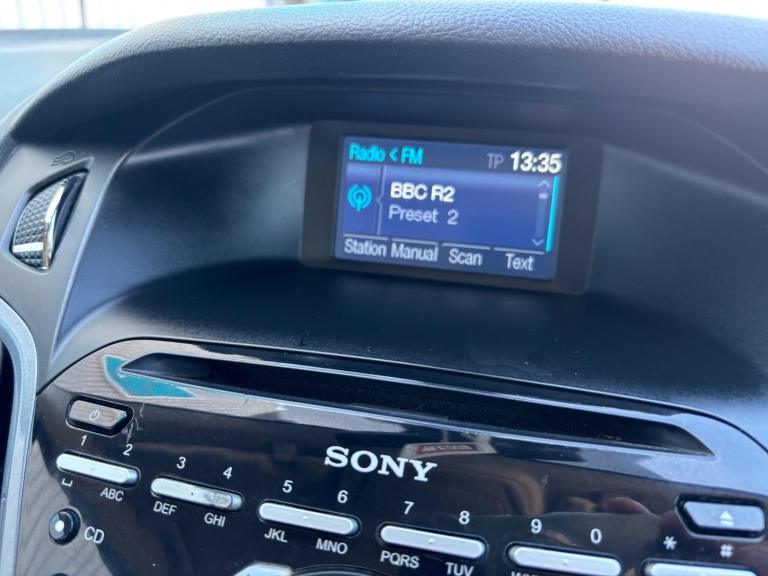 Radio < FM TP 13:35
BBC R2
Preset 2
Station Manual Scan Text
SONY
1 2 3 4 5 6 7 8 9 0 * #
ABC DEF GHI JKL MNO PQRS TUV
CD